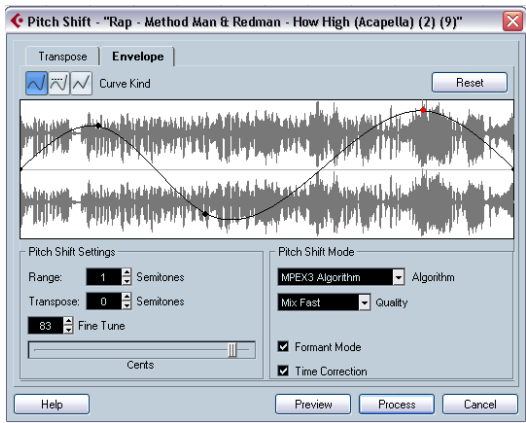 Pitch Shift - "Rap - Method Man & Redman - How High (Acapella) (2) (9)"
Transpose Envelope
Curve Kind Reset
Pitch Shift Settings
Range: 1 Semitones
Transpose: 0 Semitones
83 Fine Tune
Cents
Pitch Shift Mode
MPEX3 Algorithm Algorithm
Mix Fast Quality
Formant Mode
Time Correction
Help Preview Process Cancel